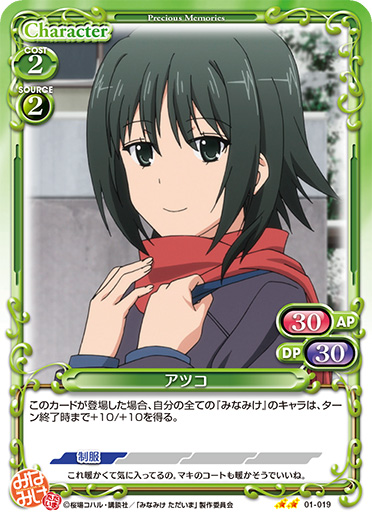 Precious Memories
Character
COST
2
SOURCE
2
30 AP
DP 30
アツコ
このカードが登場した場合、自分の全ての『みなみけ』のキャラは、ター
ン終了時まで+10/+10を得る。
制服
これ暖かくて気に入ってるの。マキのコートも暖かそうでいいね。
みなみけ
©桜場コハル・講談社／「みなみけ ただいま」製作委員会
01-019